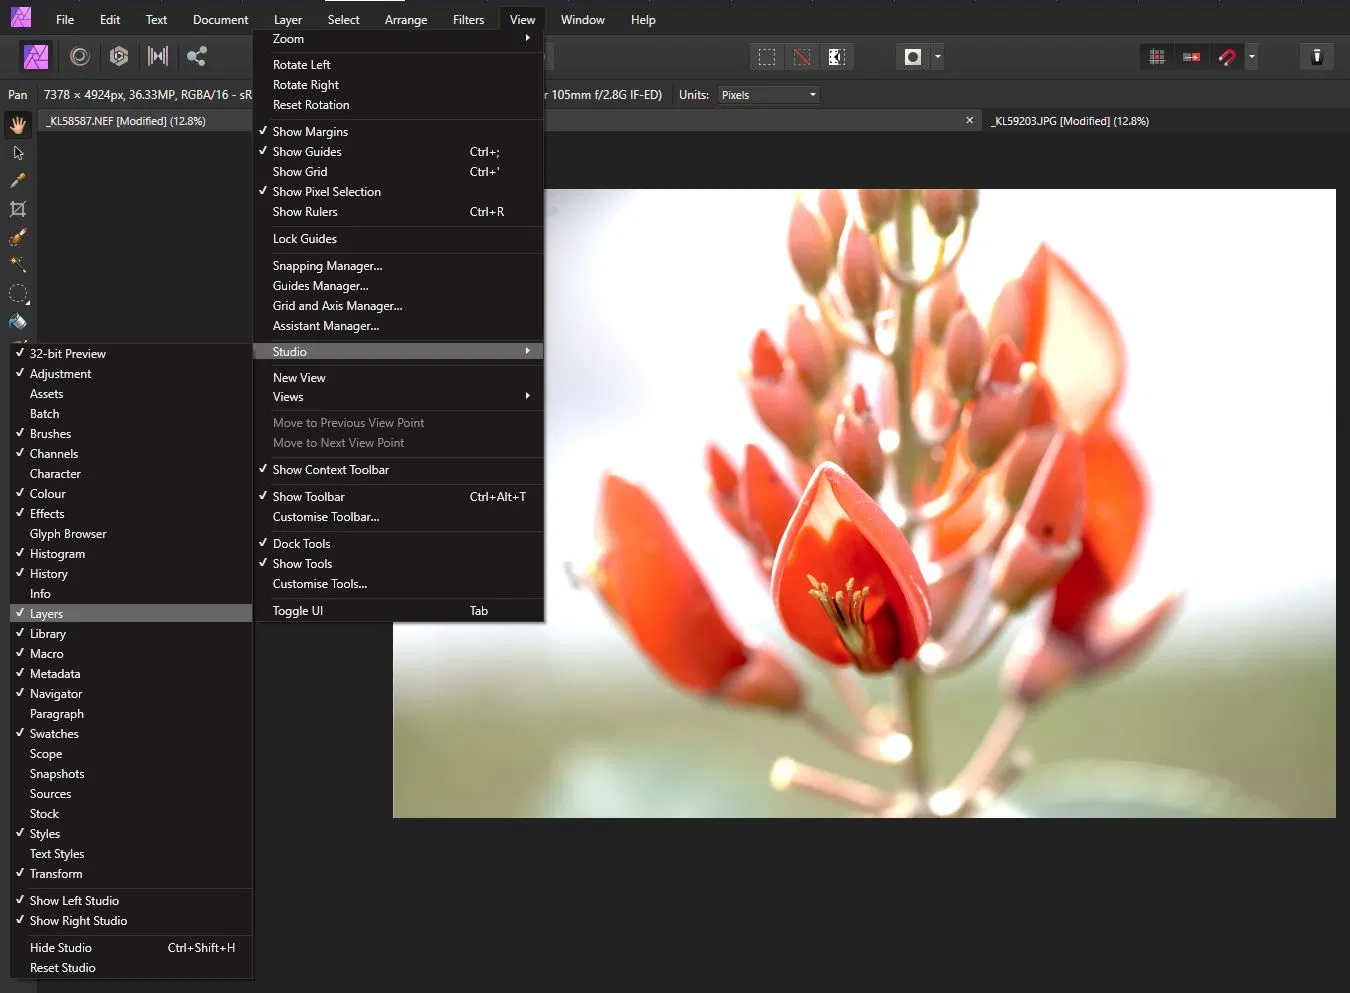 File Edit Text Document Layer Select Arrange Filters View Window Help
Pan 7378 × 4924px, 36.33MP, RGBA/16 - sR r 105mm f/2.8G IF-ED) Units: Pixels
_KL58587.NEF [Modified] (12.8%) × _KL59203.JPG [Modified] (12.8%)
Zoom
Rotate Left
Rotate Right
Reset Rotation
Show Margins
Show Guides Ctrl+;
Show Grid Ctrl+'
Show Pixel Selection
Show Rulers Ctrl+R
Lock Guides
Snapping Manager...
Guides Manager...
Grid and Axis Manager...
Assistant Manager...
Studio
New View
Views
Move to Previous View Point
Move to Next View Point
Show Context Toolbar
Show Toolbar Ctrl+Alt+T
Customise Toolbar...
Dock Tools
Show Tools
Customise Tools...
Toggle UI Tab
32-bit Preview
Adjustment
Assets
Batch
Brushes
Channels
Character
Colour
Effects
Glyph Browser
Histogram
History
Info
Layers
Library
Macro
Metadata
Navigator
Paragraph
Swatches
Scope
Snapshots
Sources
Stock
Styles
Text Styles
Transform
Show Left Studio
Show Right Studio
Hide Studio Ctrl+Shift+H
Reset Studio